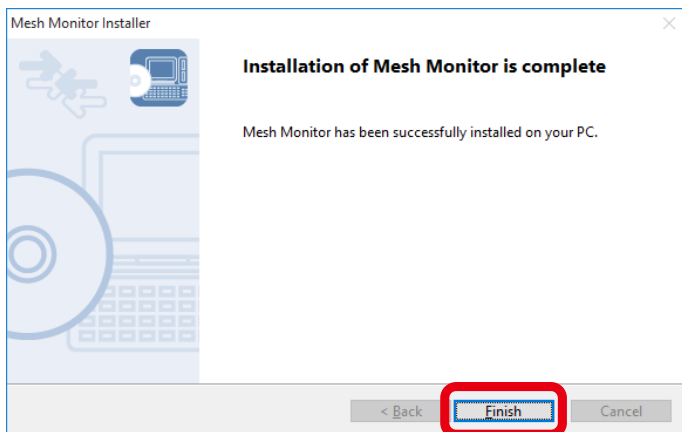 Mesh Monitor Installer
Installation of Mesh Monitor is complete
Mesh Monitor has been successfully installed on your PC.
< Back
Finish
Cancel